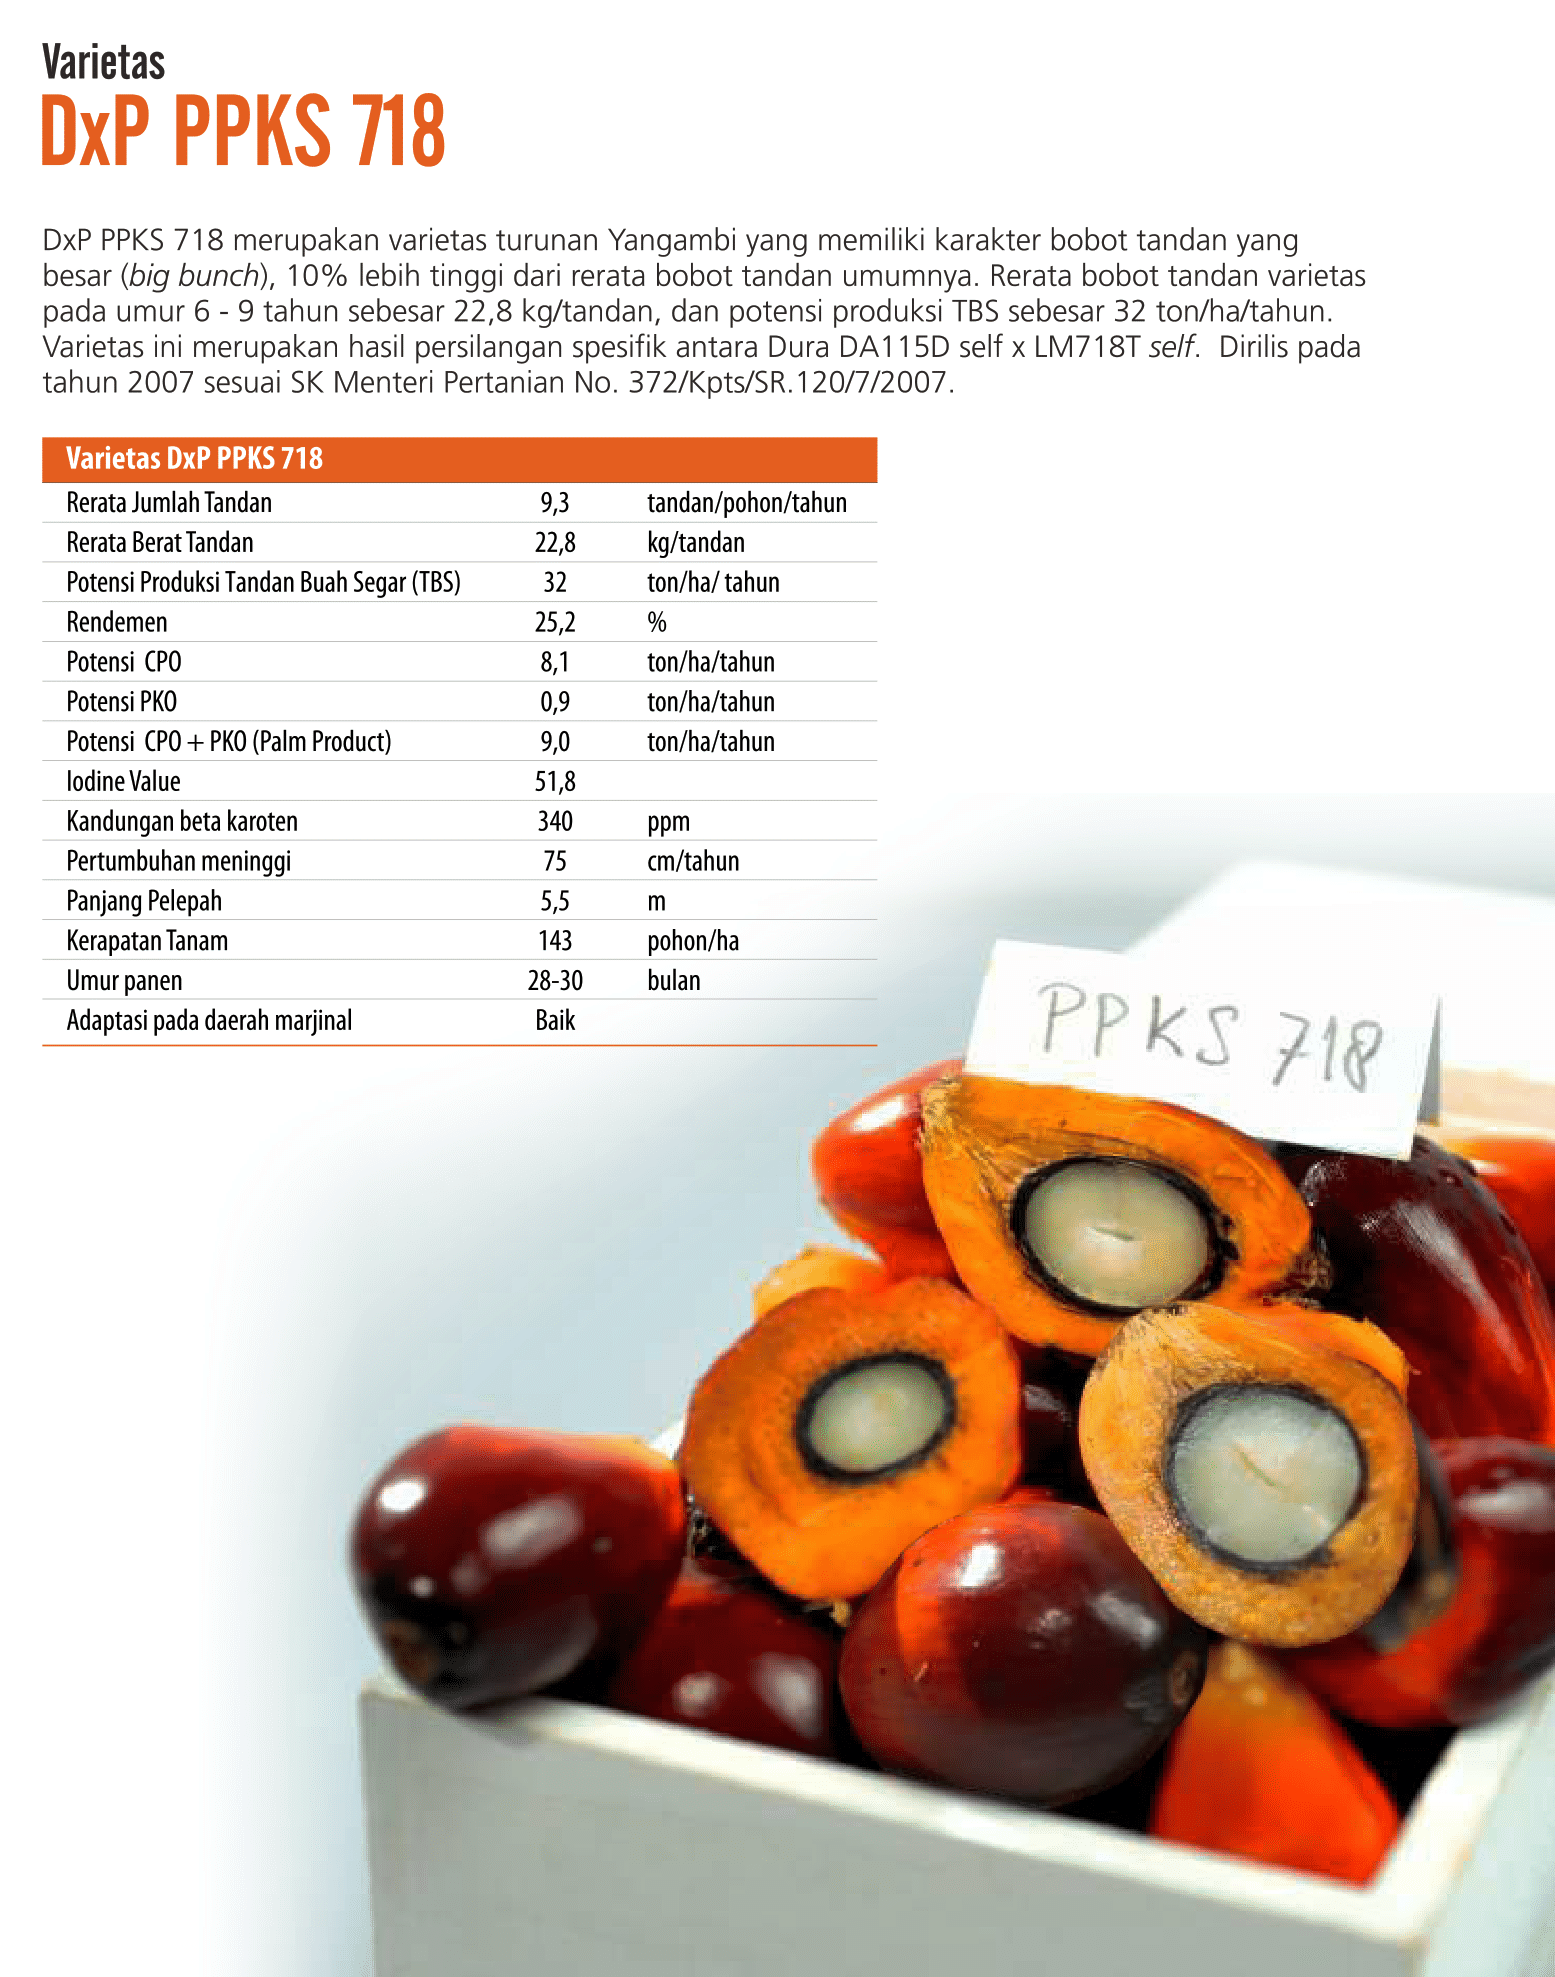 Varietas
DxP PPKS 718
DxP PPKS 718 merupakan varietas turunan Yangambi yang memiliki karakter bobot tandan yang
besar (big bunch), 10% lebih tinggi dari rerata bobot tandan umumnya. Rerata bobot tandan varietas
pada umur 6 - 9 tahun sebesar 22,8 kg/tandan, dan potensi produksi TBS sebesar 32 ton/ha/tahun.
Varietas ini merupakan hasil persilangan spesifik antara Dura DA115D self x LM718T self. Dirilis pada
tahun 2007 sesuai SK Menteri Pertanian No. 372/Kpts/SR.120/7/2007.
Varietas DxP PPKS 718
Rerata Jumlah Tandan 9,3 tandan/pohon/tahun
Rerata Berat Tandan 22,8 kg/tandan
Potensi Produksi Tandan Buah Segar (TBS) 32 ton/ha/ tahun
Rendemen 25,2 %
Potensi CPO 8,1 ton/ha/tahun
Potensi PKO 0,9 ton/ha/tahun
Potensi CPO + PKO (Palm Product) 9,0 ton/ha/tahun
Iodine Value 51,8
Kandungan beta karoten 340 ppm
Pertumbuhan meninggi 75 cm/tahun
Panjang Pelepah 5,5 m
Kerapatan Tanam 143 pohon/ha
Umur panen 28-30 bulan
Adaptasi pada daerah marjinal Baik
PPKS 718